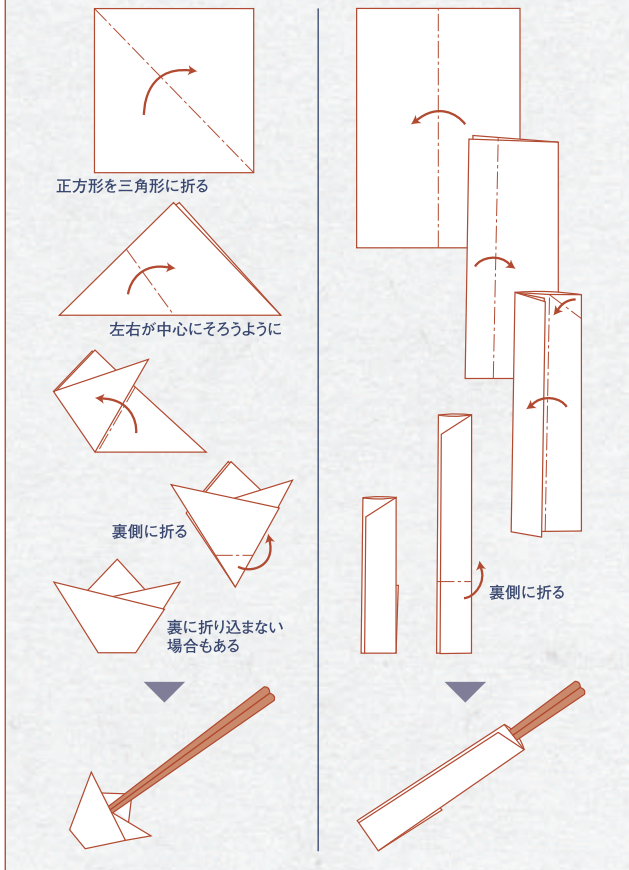 正方形を三角形に折る
左右が中心にそろうように
裏側に折る
裏に折り込まない
場合もある
裏側に折る